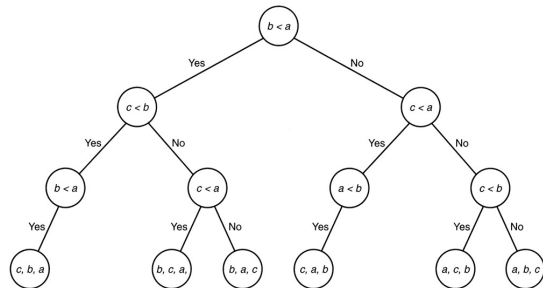 b < a
Yes
No
c < b
c < a
Yes
No
Yes
No
b < a
c < a
a < b
c < b
Yes
Yes
No
Yes
Yes
No
c, b, a
b, c, a,
b, a, c
c, a, b
a, c, b
a, b, c